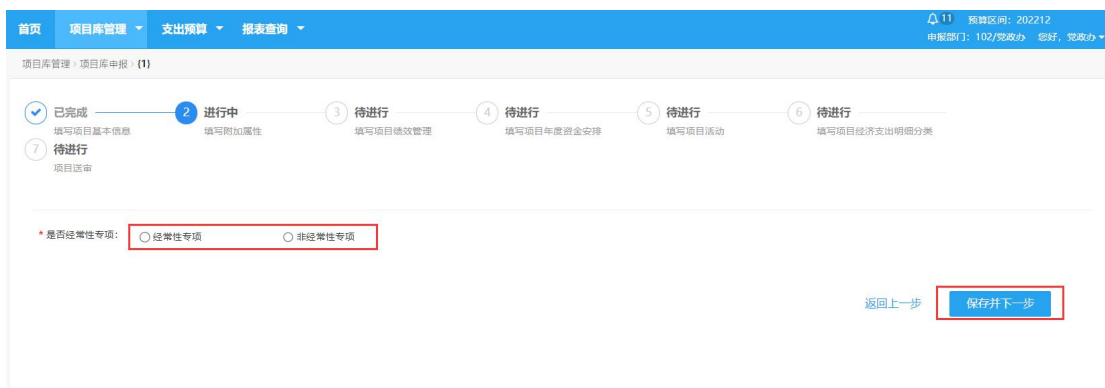 首页 项目库管理 支出预算 报表查询 11 预算区间：202212
申报部门：102/党政办 您好，党政办
项目库管理 › 项目库申报 › {1}
已完成 2 进行中 3 待进行 4 待进行 5 待进行 6 待进行
填写项目基本信息 填写附加属性 填写项目绩效管理 填写项目年度资金安排 填写项目活动 填写项目经济支出明细分类
7 待进行
项目送审
* 是否经常性专项： 经常性专项 非经常性专项
返回上一步 保存并下一步